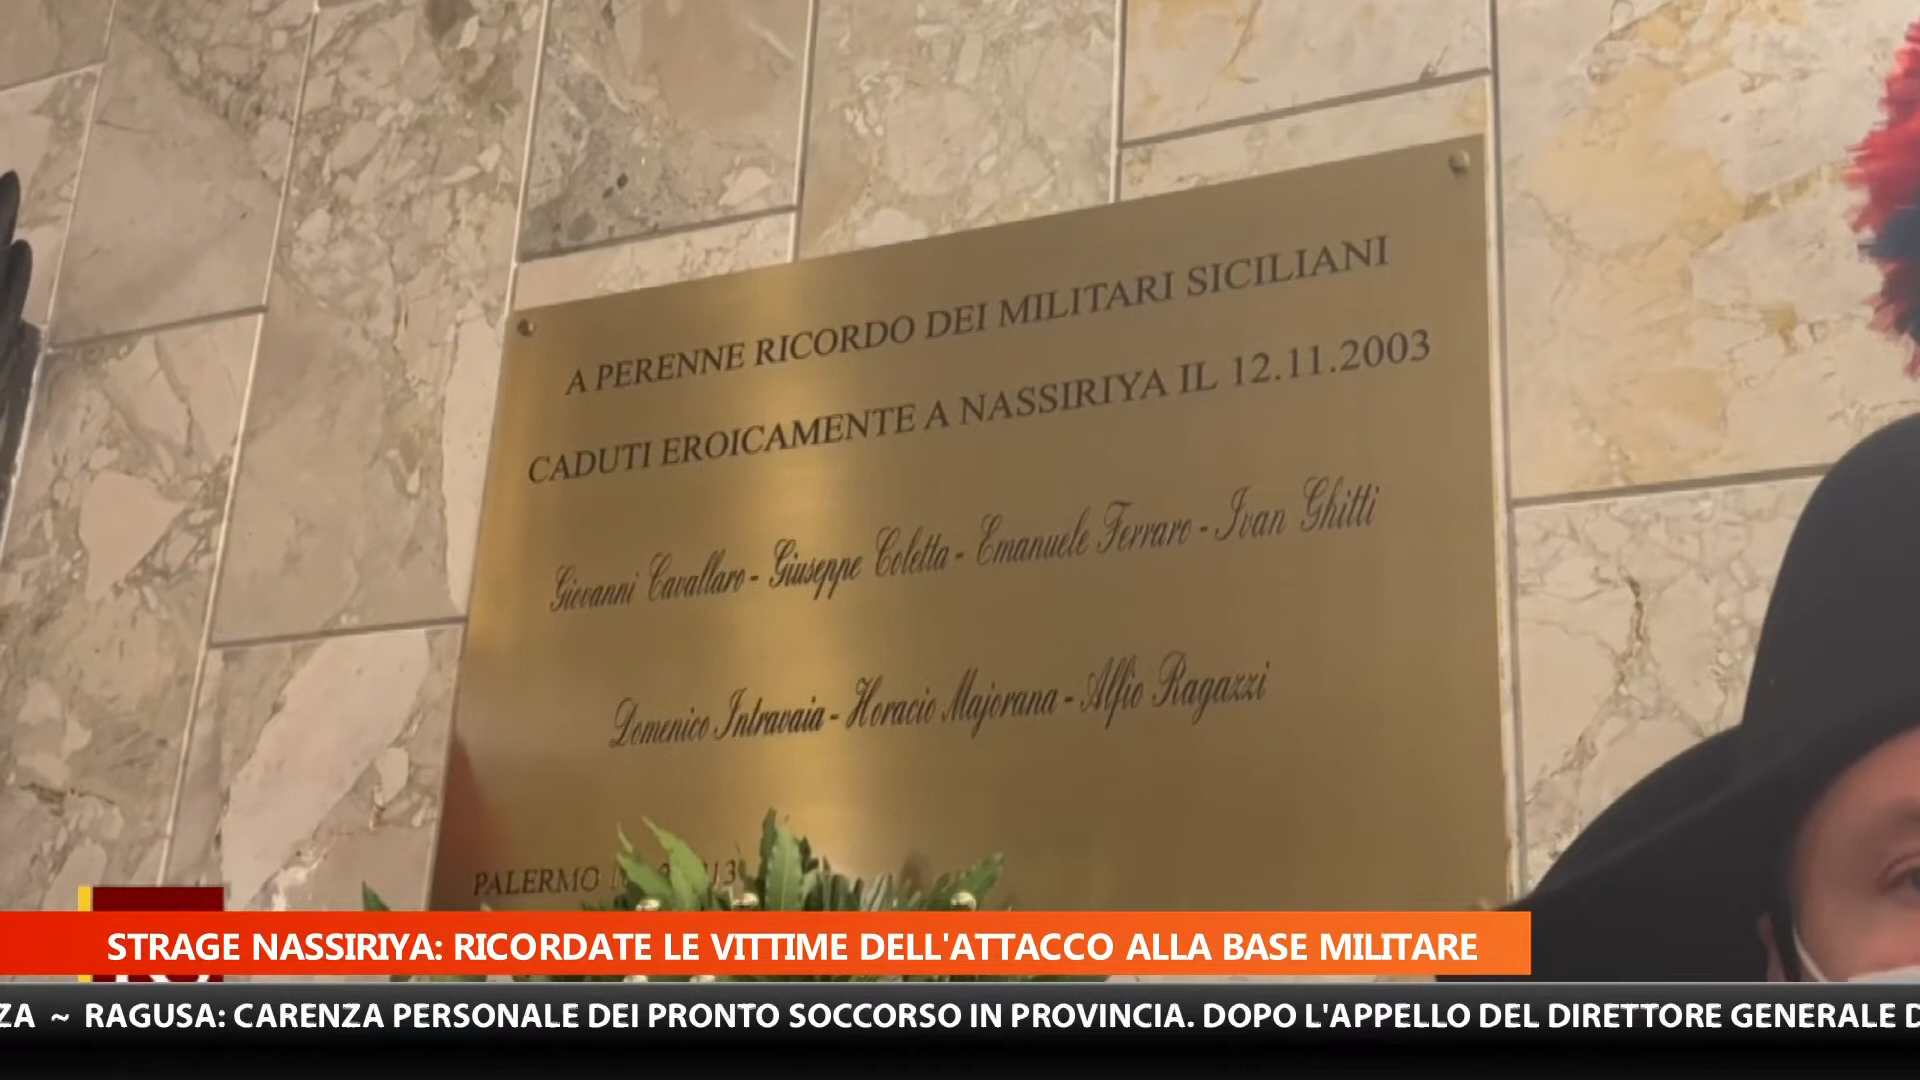 A PERENNE RICORDO DEI MILITARI SICILIANI
CADUTI EROICAMENTE A NASSIRIYA IL 12.11.2003
Giovanni Cavallaro - Giuseppe Coletta - Emanuele Ferraro - Ivan Ghitti
Domenico Intravaia - Horacio Majorana - Alfio Ragazzi
PALERMO
STRAGE NASSIRIYA: RICORDATE LE VITTIME DELL'ATTACCO ALLA BASE MILITARE
ZA ~ RAGUSA: CARENZA PERSONALE DEI PRONTO SOCCORSO IN PROVINCIA. DOPO L'APPELLO DEL DIRETTORE GENERALE D